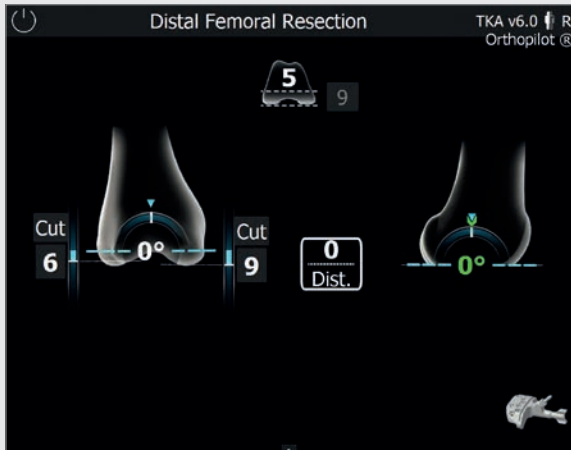 Distal Femoral Resection
TKA v6.0 R
Orthopilot ®
5
9
Cut
6
0°
Cut
9
0
Dist.
0°